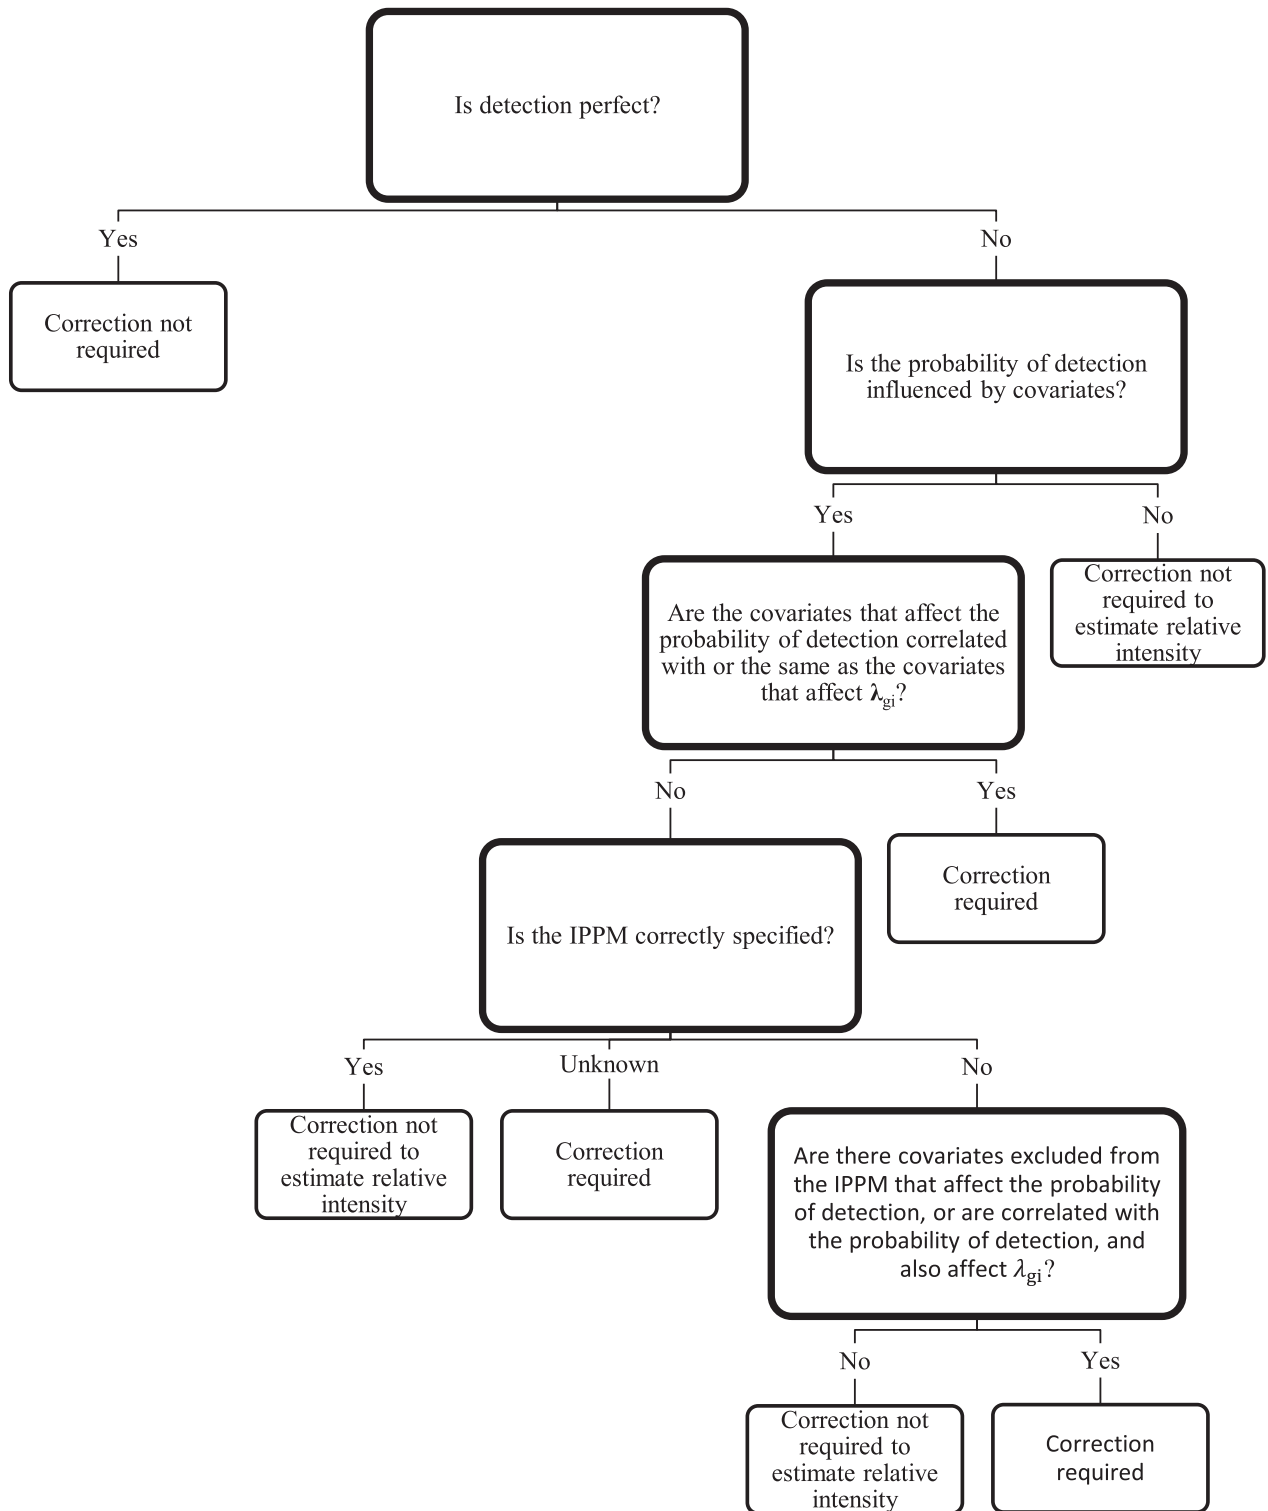 Is detection perfect?
Yes
No
Correction not
required
Is the probability of detection
influenced by covariates?
Yes
No
Are the covariates that affect the
probability of detection correlated
with or the same as the covariates
that affect λgi?
Correction not
required to
estimate relative
intensity
No
Yes
Is the IPPM correctly specified?
Correction
required
Yes
Unknown
No
Correction not
required to
estimate relative
intensity
Correction
required
Are there covariates excluded from
the IPPM that affect the probability
of detection, or are correlated with
the probability of detection, and
also affect λgi?
No
Yes
Correction not
required to
estimate relative
intensity
Correction
required